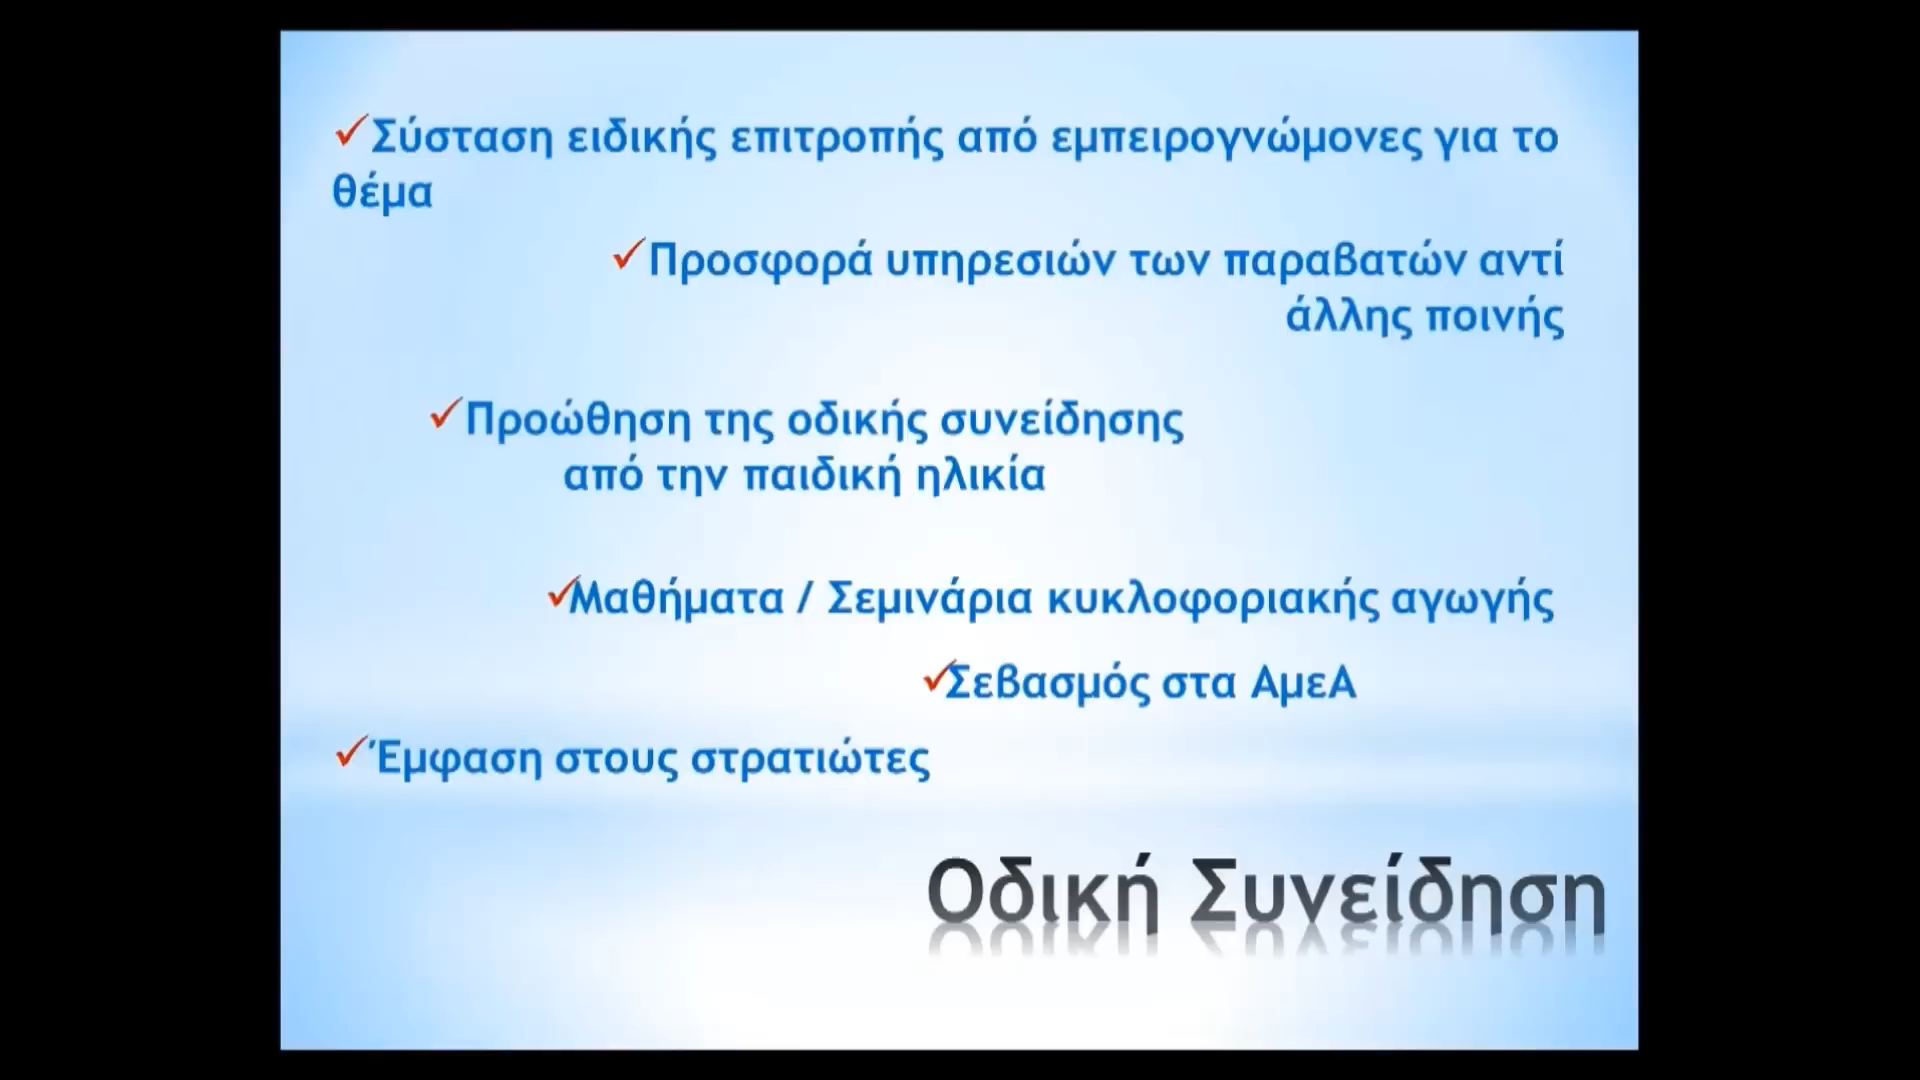 ✓Σύσταση ειδικής επιτροπής από εμπειρογνώμονες για το
θέμα
✓Προσφορά υπηρεσιών των παραβατών αντί
άλλης ποινής
✓Προώθηση της οδικής συνείδησης
από την παιδική ηλικία
✓Μαθήματα / Σεμινάρια κυκλοφοριακής αγωγής
✓Σεβασμός στα ΑμεΑ
✓Έμφαση στους στρατιώτες
Οδική Συνείδηση